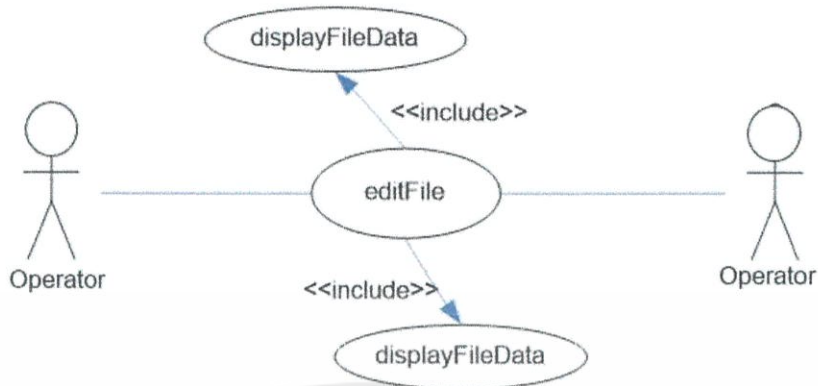 displayFileData
<<include>>
editFile
Operator
Operator
<<include>>
displayFileData